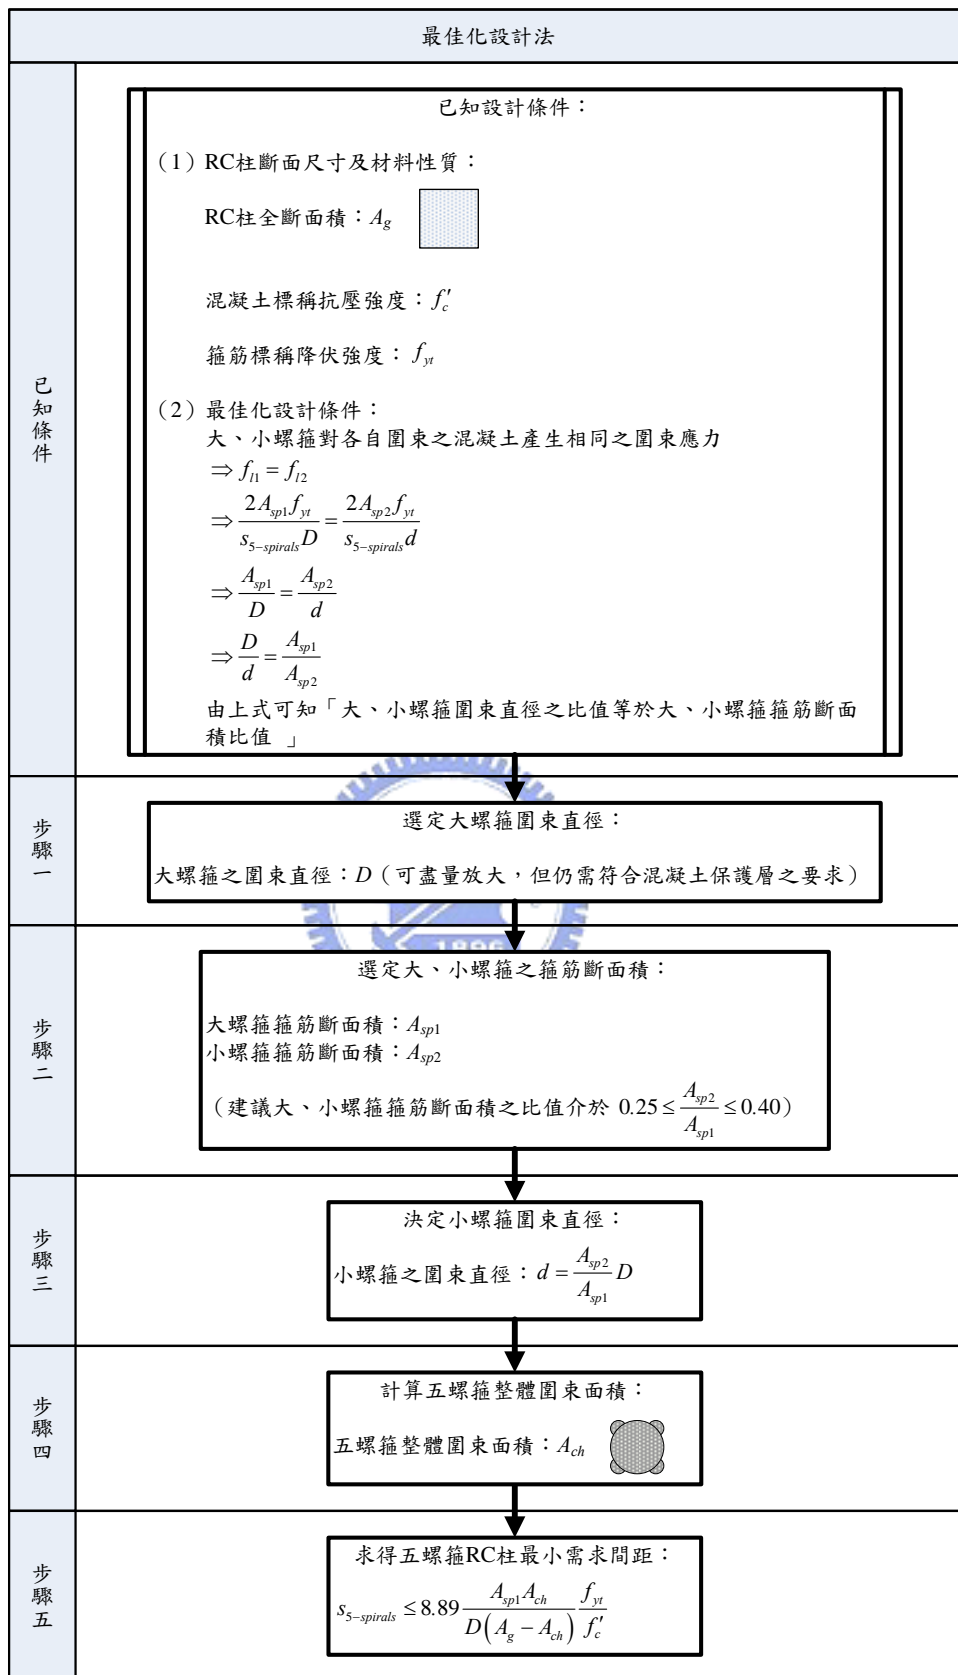 最佳化設計法
已知條件
已知設計條件：
（1）RC柱斷面尺寸及材料性質：
RC柱全斷面積：A_g
混凝土標稱抗壓強度：f_c′
箍筋標稱降伏強度：f_yt
（2）最佳化設計條件：
大、小螺箍對各自圍束之混凝土產生相同之圍束應力
⇒ f_l1 = f_l2
⇒ 2A_sp1 f_yt / s_5−spirals D = 2A_sp2 f_yt / s_5−spirals d
⇒ A_sp1 / D = A_sp2 / d
⇒ D / d = A_sp1 / A_sp2
由上式可知「大、小螺箍圍束直徑之比值等於大、小螺箍箍筋斷面
積比值 」
步驟一
選定大螺箍圍束直徑：
大螺箍之圍束直徑：D（可盡量放大，但仍需符合混凝土保護層之要求）
1896
步驟二
選定大、小螺箍之箍筋斷面積：
大螺箍箍筋斷面積：A_sp1
小螺箍箍筋斷面積：A_sp2
（建議大、小螺箍箍筋斷面積之比值介於 0.25 ≤ A_sp2 / A_sp1 ≤ 0.40）
步驟三
決定小螺箍圍束直徑：
小螺箍之圍束直徑：d = A_sp2 / A_sp1 D
步驟四
計算五螺箍整體圍束面積：
五螺箍整體圍束面積：A_ch
步驟五
求得五螺箍RC柱最小需求間距：
s_5−spirals ≤ 8.89 A_sp1 A_ch / D(A_g − A_ch) f_yt / f_c′